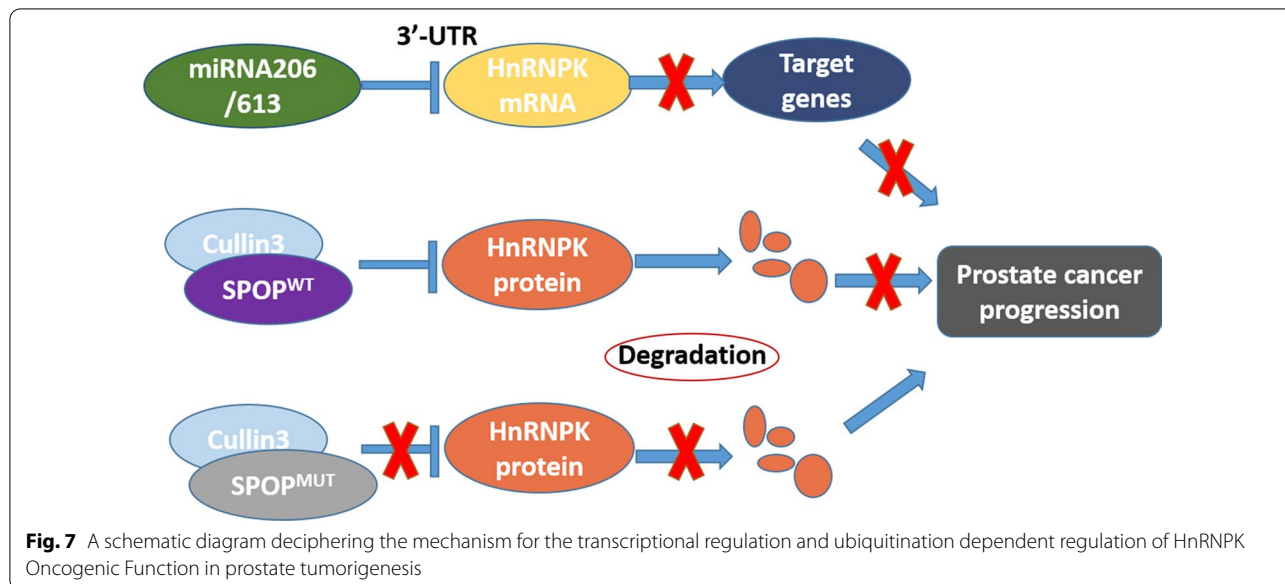 3'-UTR
miRNA206
/613
HnRNPK
mRNA
Target
genes
Cullin3
SPOPWT
HnRNPK
protein
Prostate cancer
progression
Degradation
Cullin3
SPOPMUT
HnRNPK
protein
Fig. 7 A schematic diagram deciphering the mechanism for the transcriptional regulation and ubiquitination dependent regulation of HnRNPK
Oncogenic Function in prostate tumorigenesis